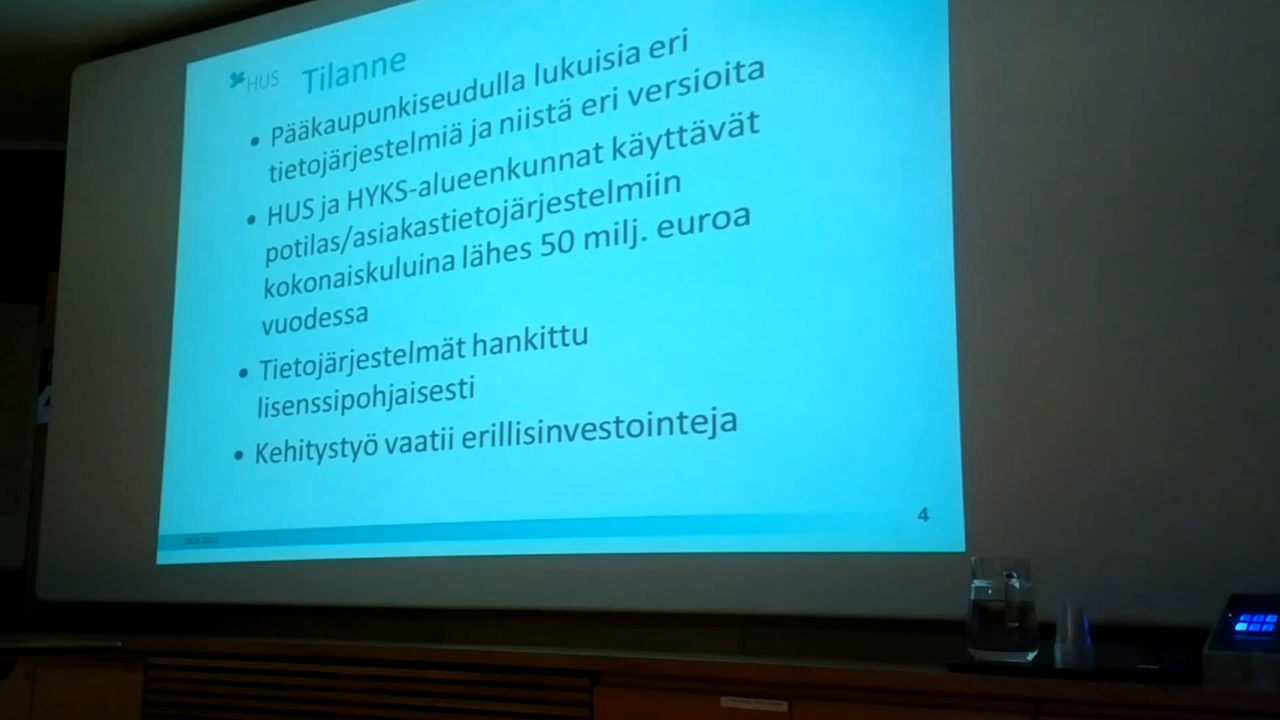 HUS Tilanne
• Pääkaupunkiseudulla lukuisia eri
tietojärjestelmiä ja niistä eri versioita
• HUS ja HYKS-alueenkunnat käyttävät
potilas/asiakastietojärjestelmiin
kokonaiskuluina lähes 50 milj. euroa
vuodessa
• Tietojärjestelmät hankittu
lisenssipohjaisesti
• Kehitystyö vaatii erillisinvestointeja
4